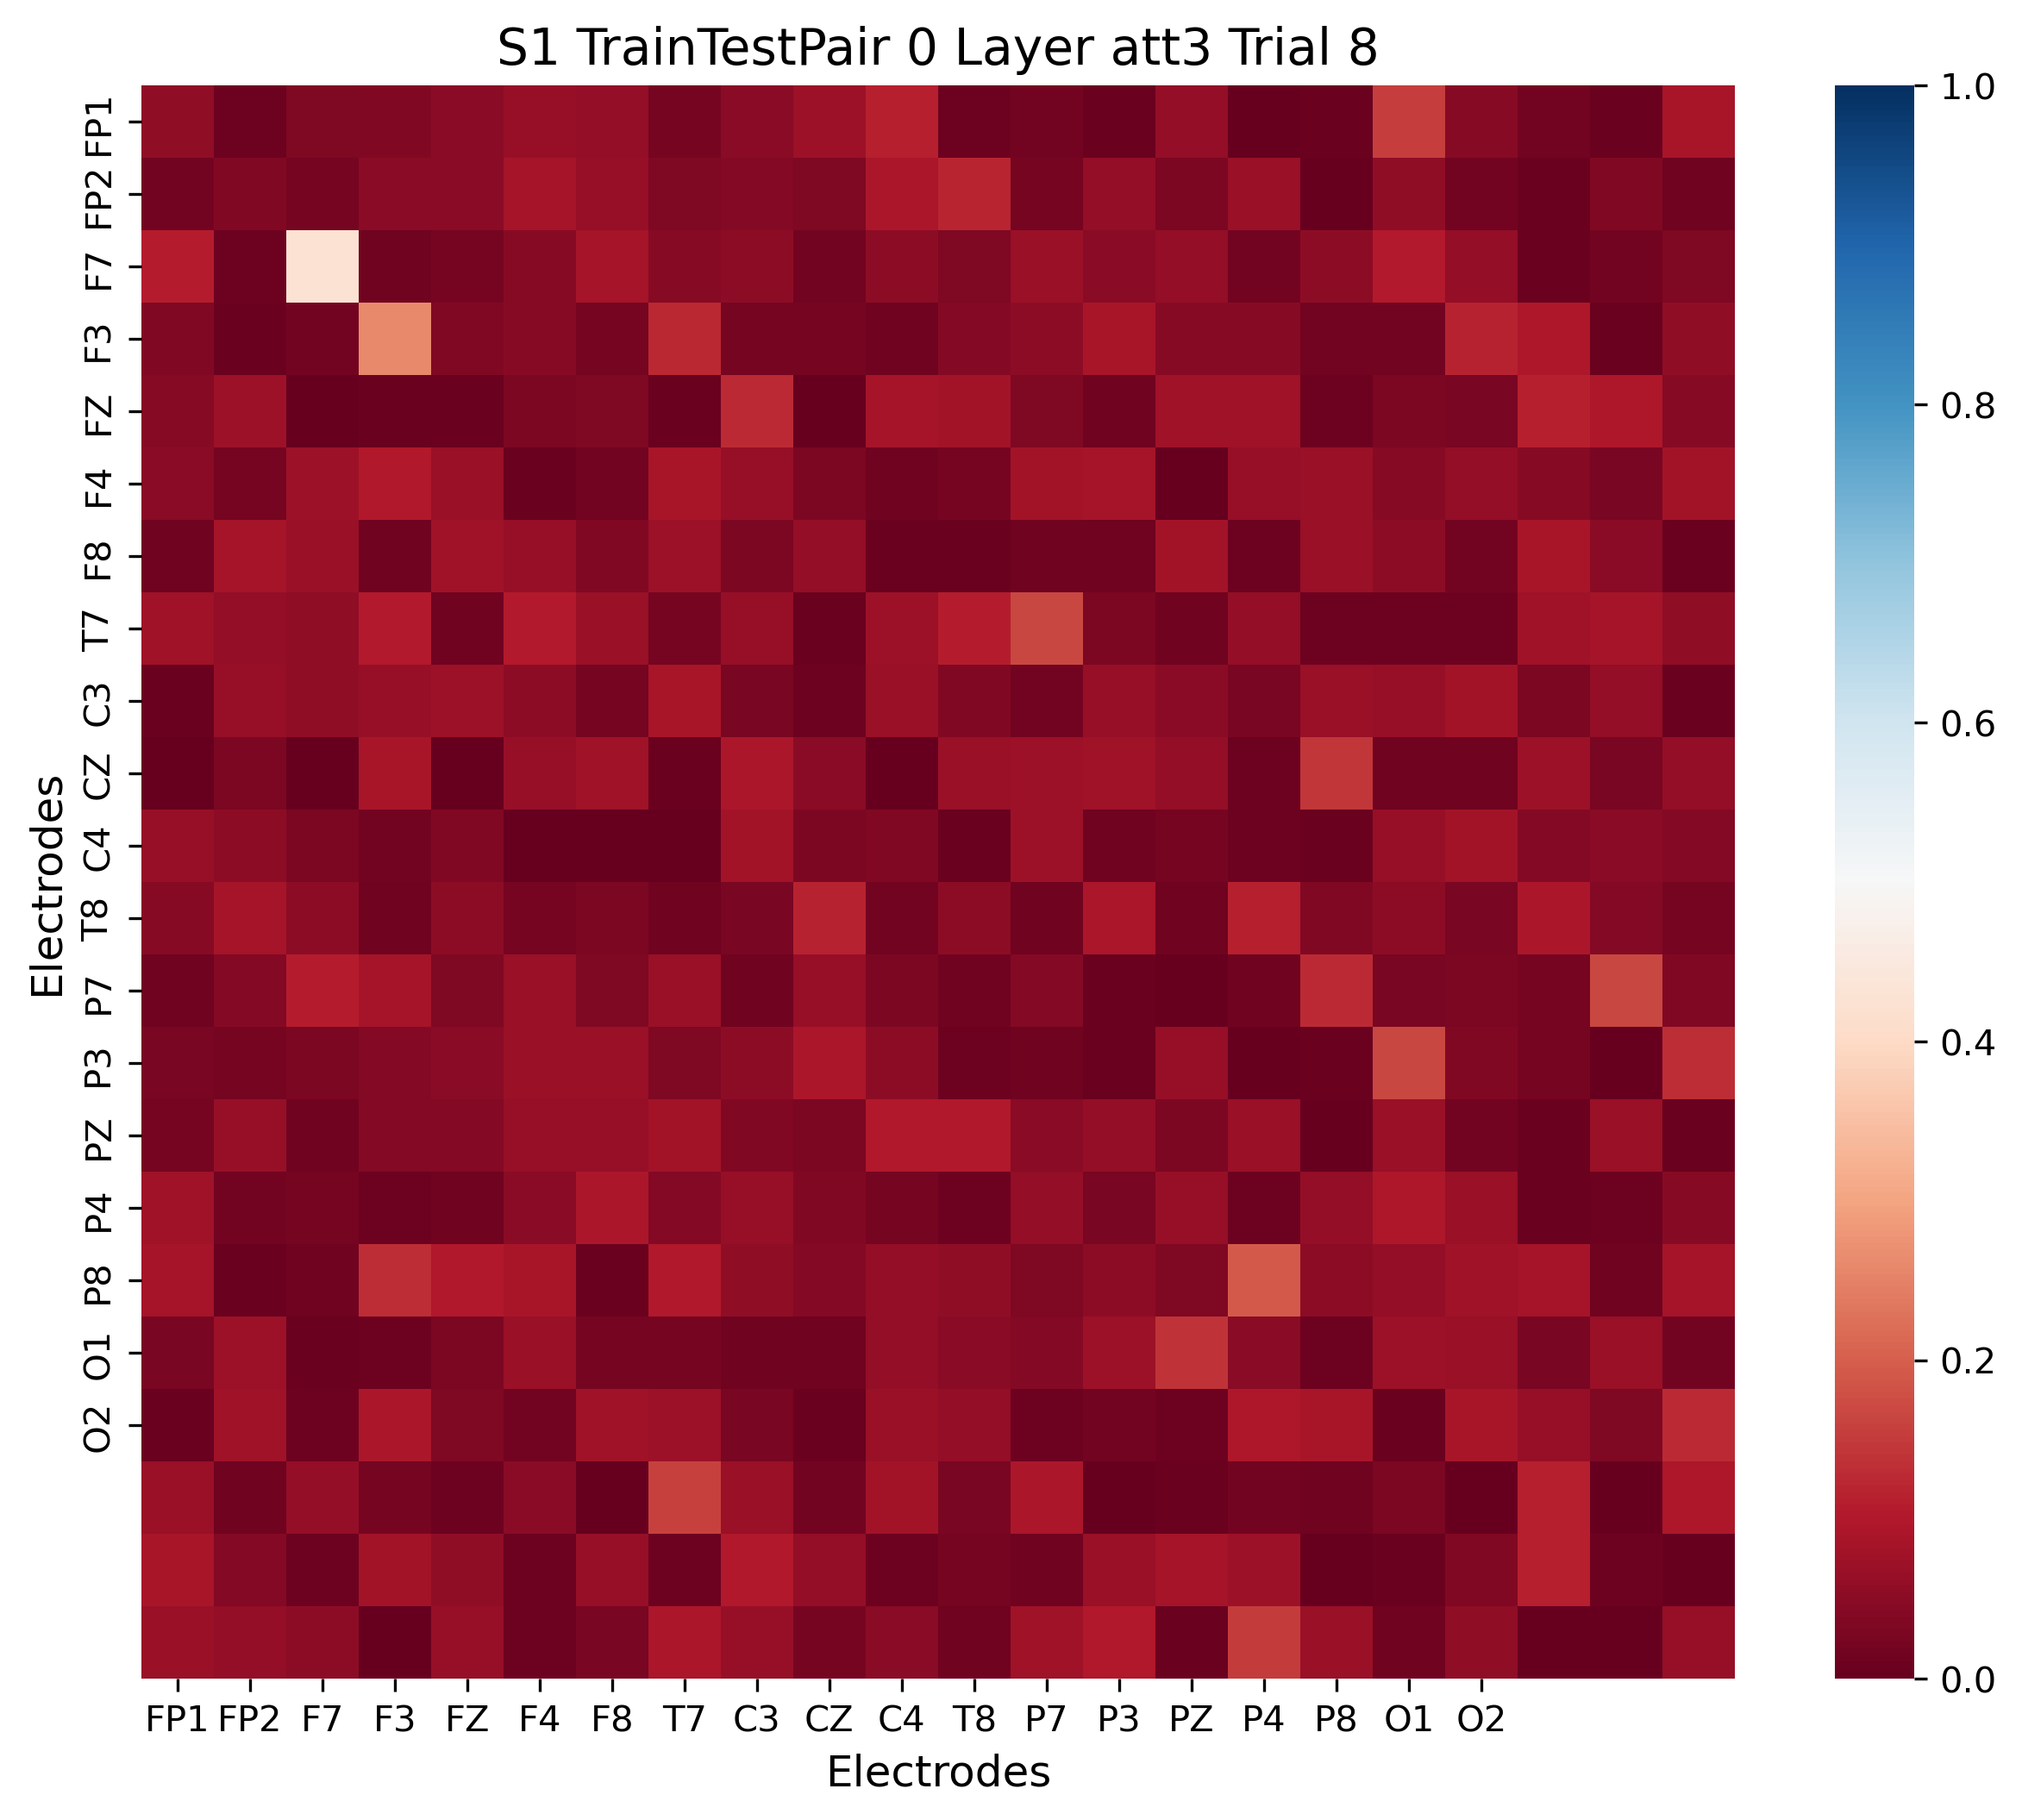 S1 TrainTestPair 0 Layer att3 Trial 8
Electrodes
FP1
FP2
F7
F3
FZ
F4
F8
T7
C3
CZ
C4
T8
P7
P3
PZ
P4
P8
O1
O2
FP1 FP2 F7 F3 FZ F4 F8 T7 C3 CZ C4 T8 P7 P3 PZ P4 P8 O1 O2
Electrodes
1.0
0.8
0.6
0.4
0.2
0.0